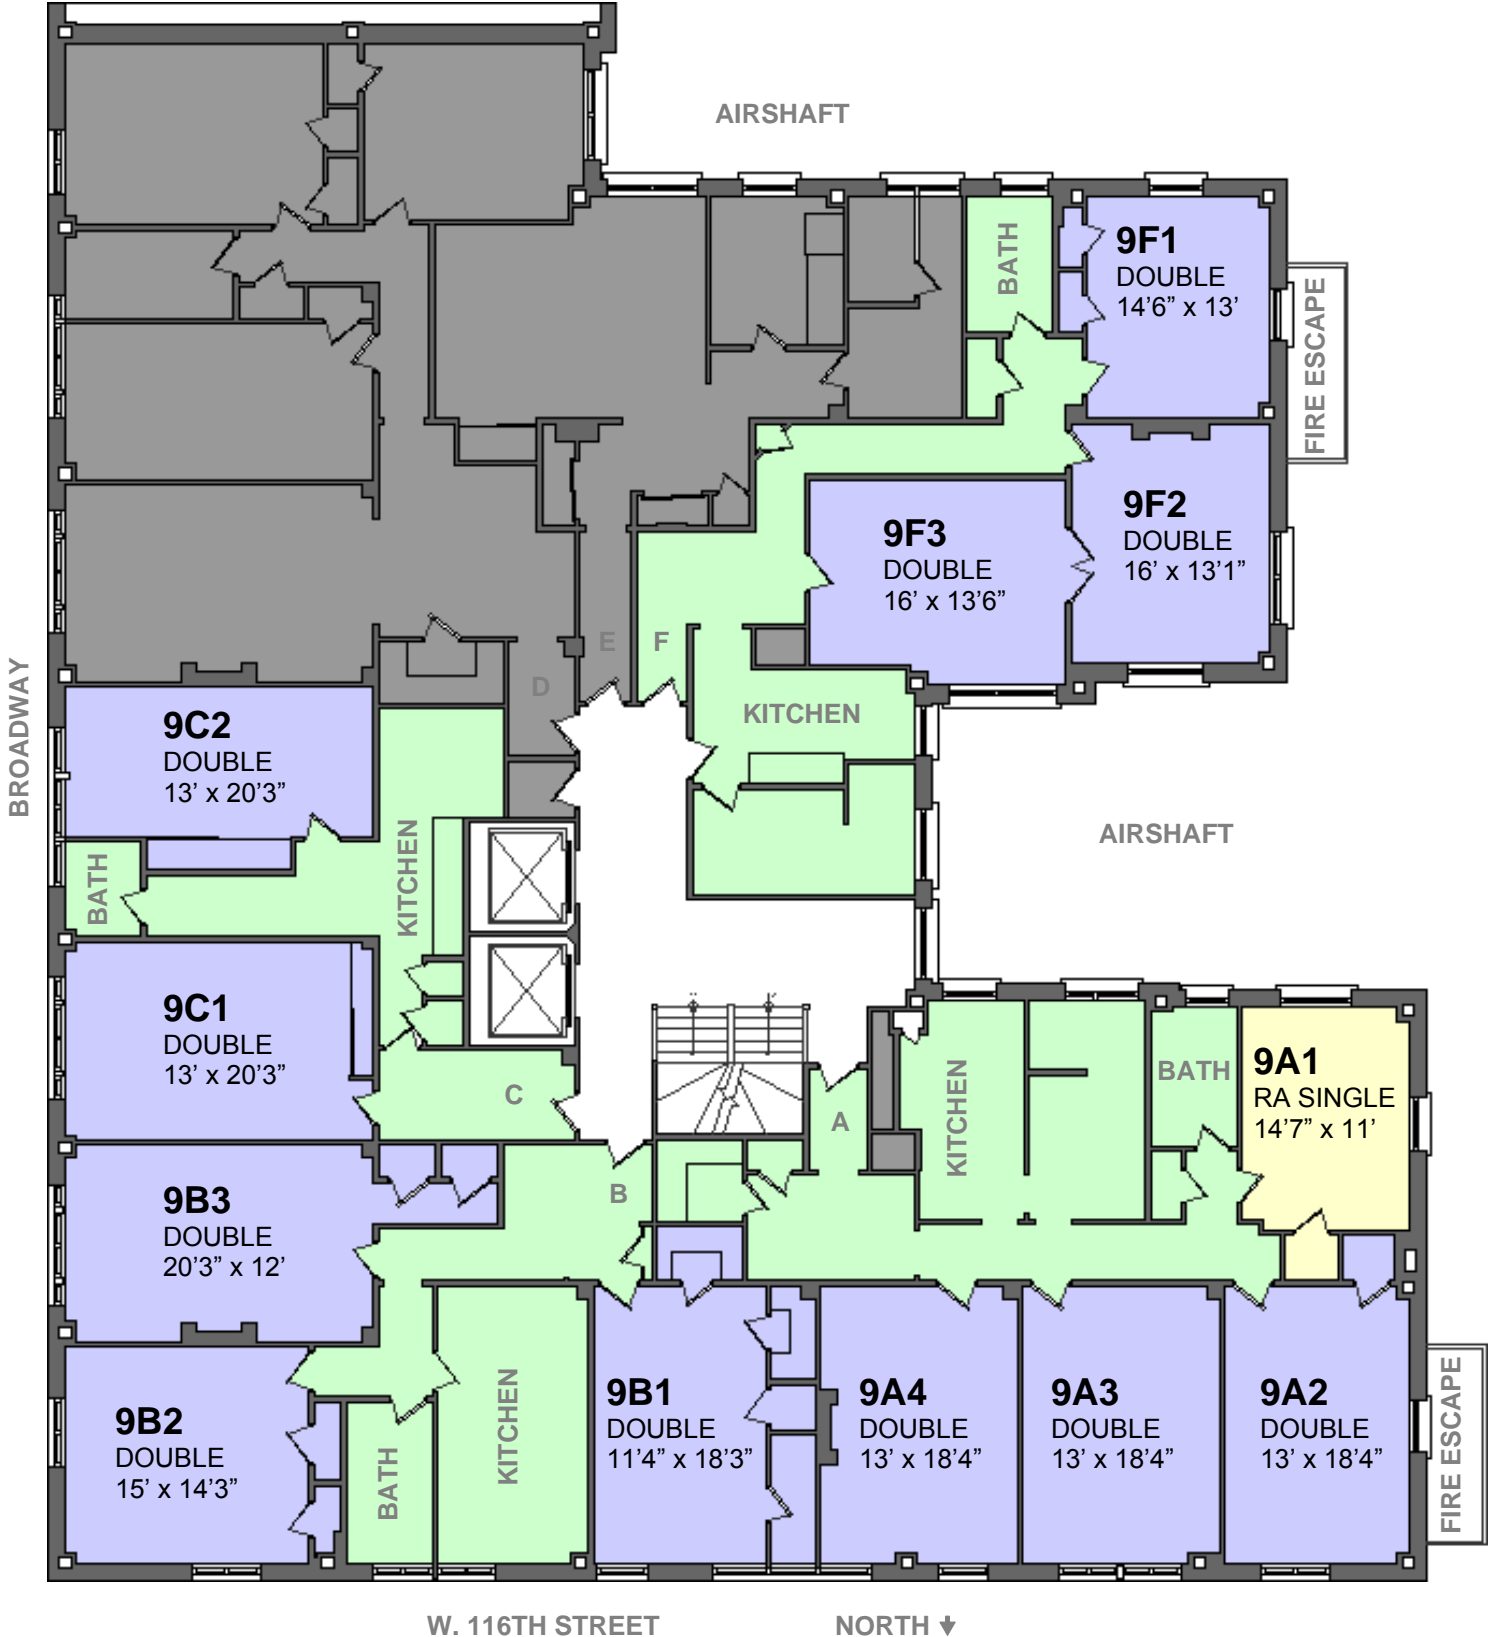 AIRSHAFT
BATH
9F1
DOUBLE
14’6” x 13’
FIRE ESCAPE
9F2
DOUBLE
16’ x 13’1”
9F3
DOUBLE
16’ x 13’6”
E
F
D
BROADWAY
9C2
DOUBLE
13’ x 20’3”
KITCHEN
KITCHEN
AIRSHAFT
BATH
9C1
DOUBLE
13’ x 20’3”
C
A
KITCHEN
BATH
9A1
RA SINGLE
14’7” x 11’
B
9B3
DOUBLE
20’3” x 12’
9B2
DOUBLE
15’ x 14’3”
BATH
KITCHEN
9B1
DOUBLE
11’4” x 18’3”
9A4
DOUBLE
13’ x 18’4”
9A3
DOUBLE
13’ x 18’4”
9A2
DOUBLE
13’ x 18’4”
FIRE ESCAPE
W. 116TH STREET
NORTH